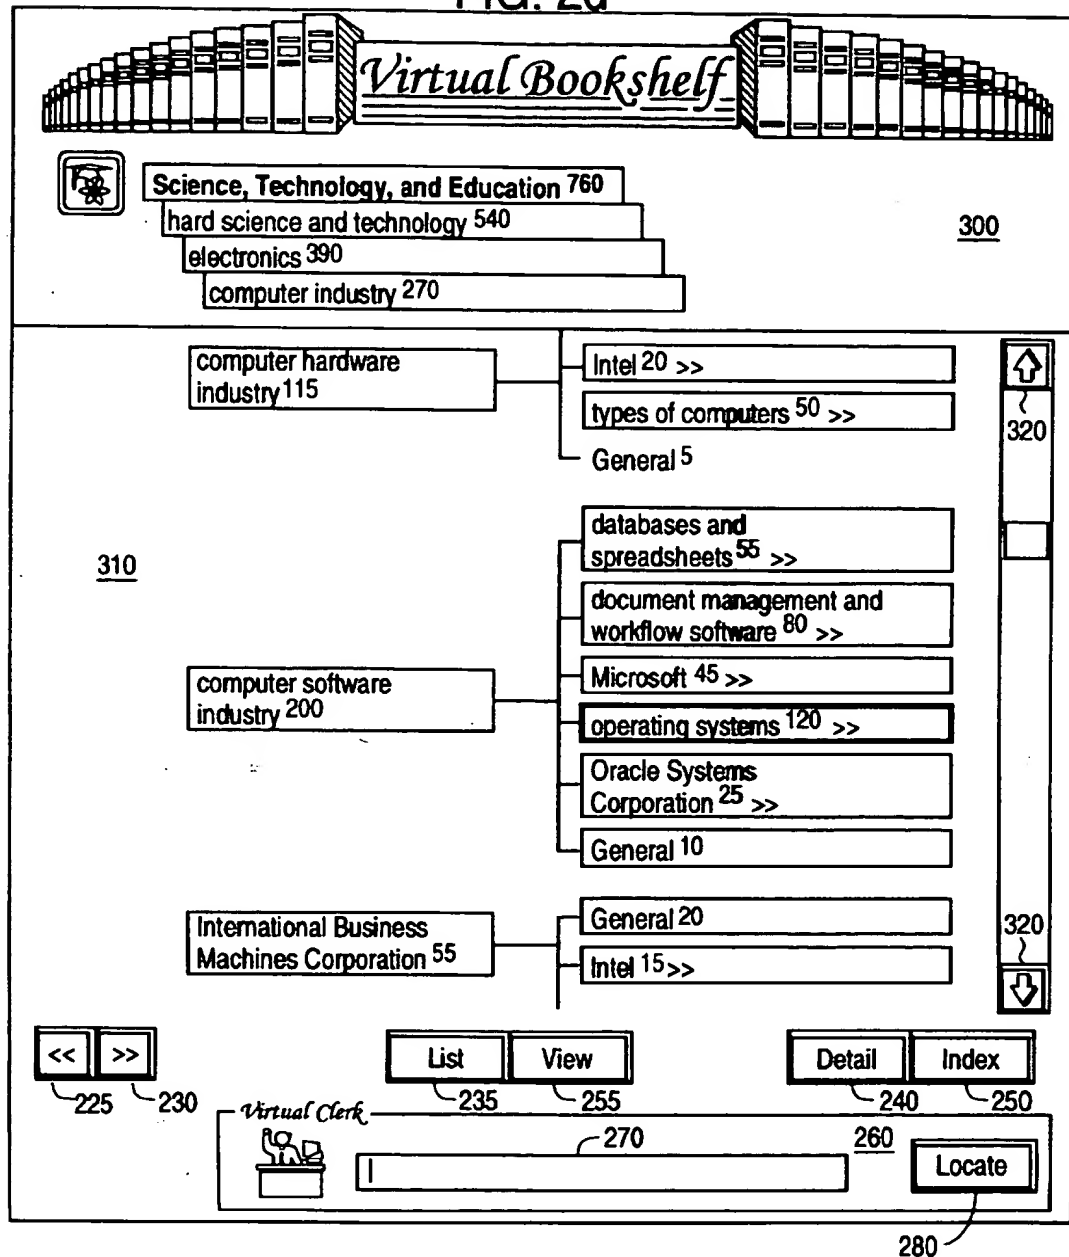 FIG. 2d
Virtual Bookshelf
Science, Technology, and Education 760
hard science and technology 540
300
electronics 390
computer industry 270
computer hardware
industry 115
Intel 20 >>
types of computers 50 >>
320
General 5
310
databases and
spreadsheets 55 >>
document management and
workflow software 80 >>
computer software
industry 200
Microsoft 45 >>
operating systems 120 >>
Oracle Systems
Corporation 25 >>
General 10
International Business
Machines Corporation 55
General 20
Intel 15 >>
320
<< >> List View Detail Index
225 230 235 255 240 250
Virtual Clerk
270 260
Locate
280